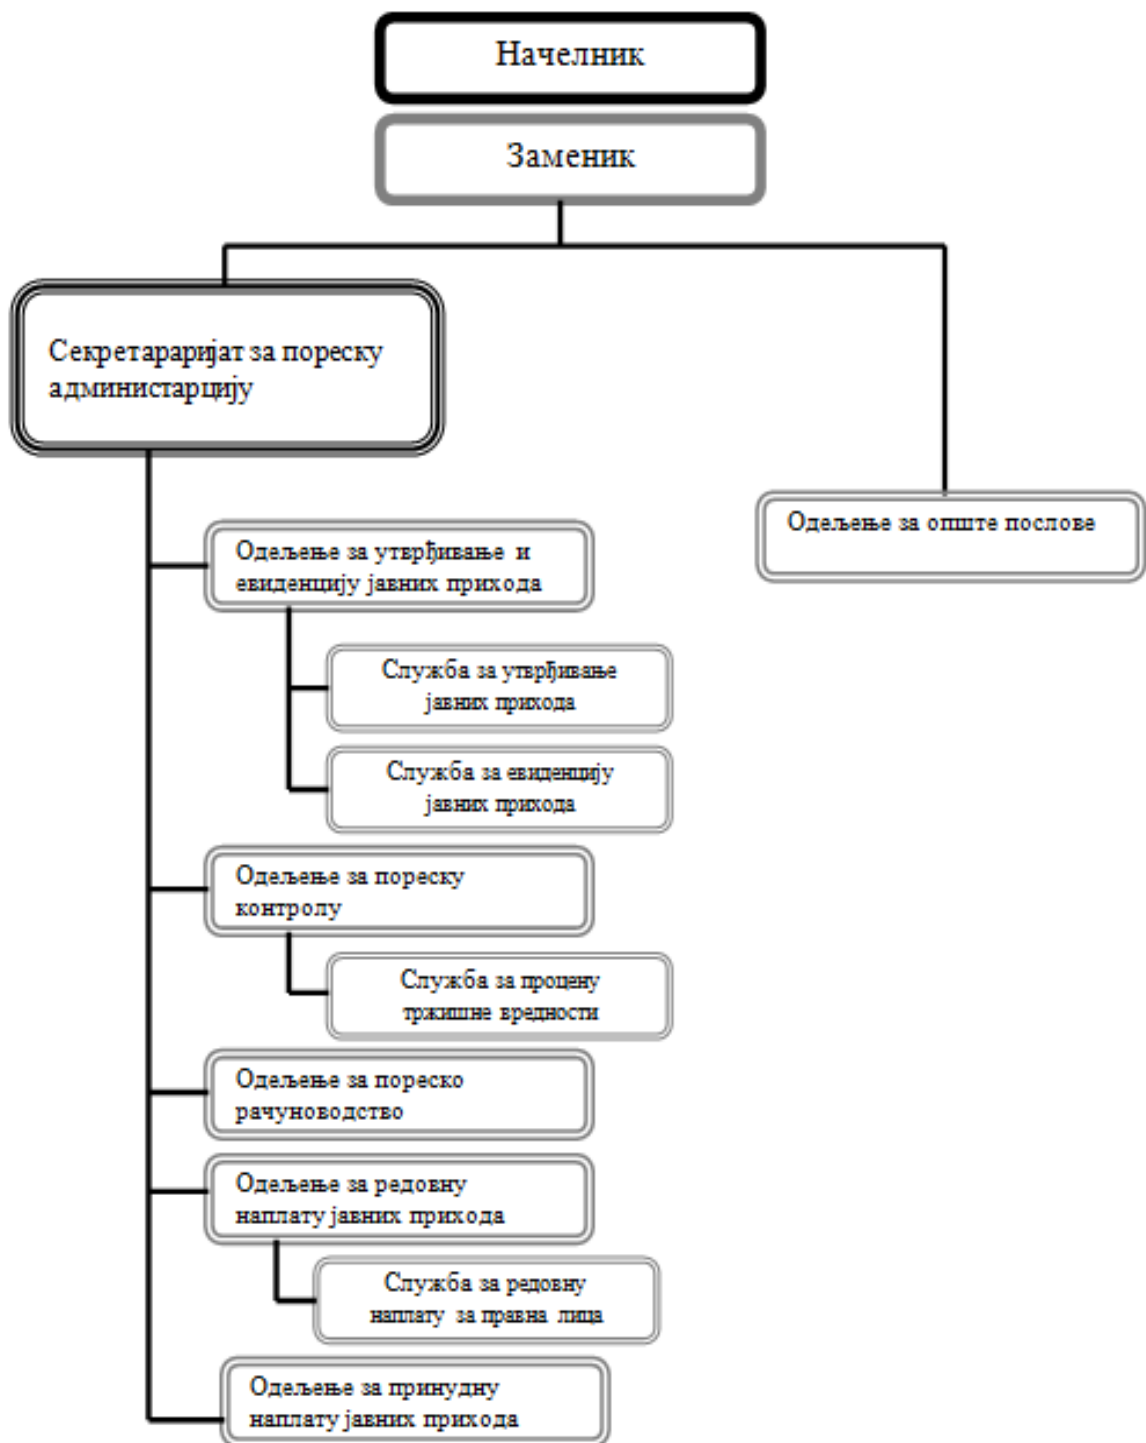 Начелник
Заменик
Секретараријат за пореску
администарцију
Одељење за опште послове
Одељење за утврђивање и
евиденцију јавних прихода
Служба за утврђивање
јавних прихода
Служба за евиденцију
јавних прихода
Одељење за пореску
контролу
Служба за процену
тржишне вредности
Одељење за пореско
рачуноводство
Одељење за редовну
наплату јавних прихода
Служба за редовну
наплату за правна лица
Одељење за принудну
наплату јавних прихода